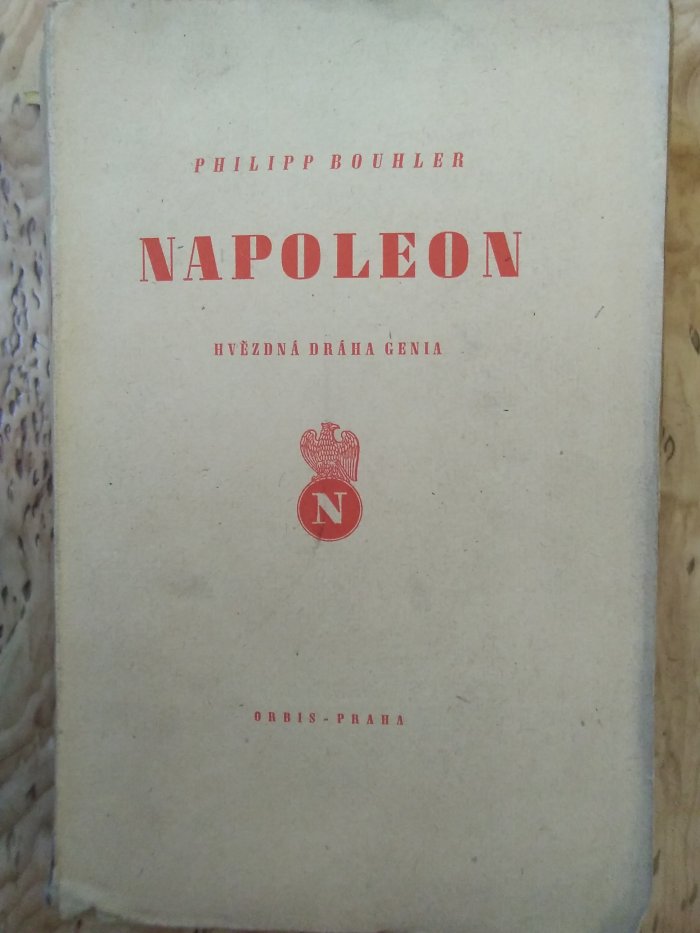 PHILIPP BOUHLER
NAPOLEON
HVĚZDNÁ DRÁHA GENIA
N
ORBIS-PRAHA